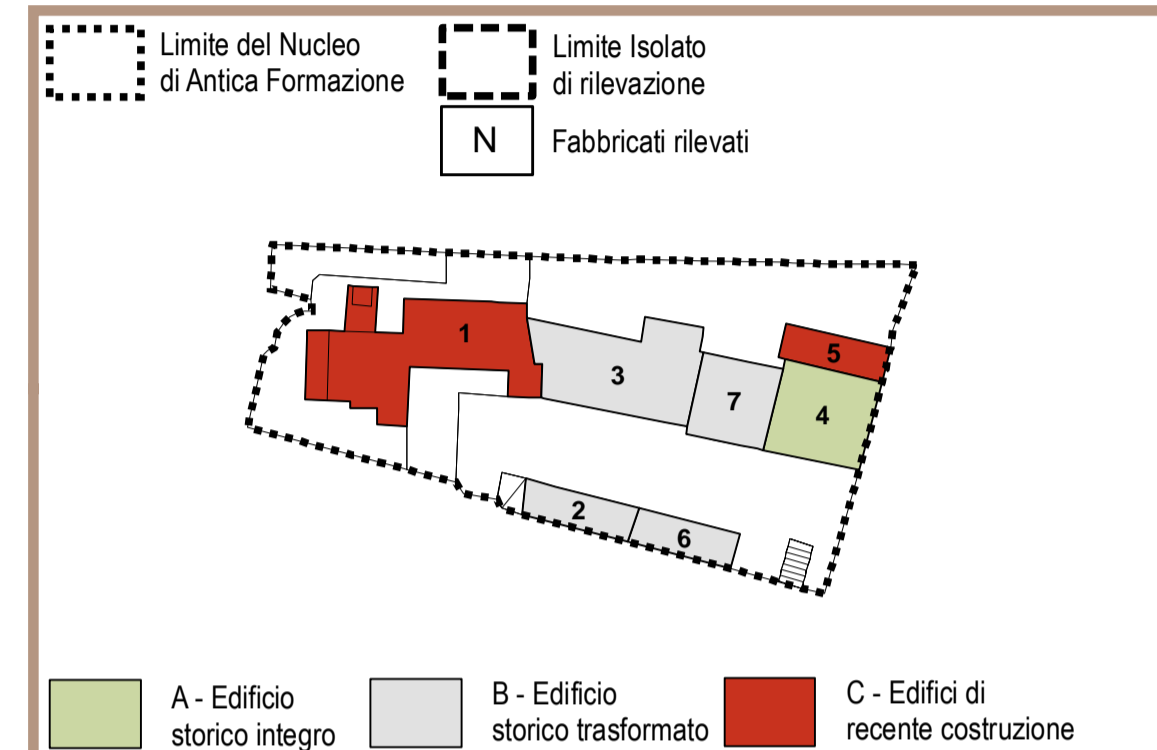 Limite del Nucleo
di Antica Formazione
Limite Isolato
di rilevazione
N
Fabbricati rilevati
1
3
7
5
4
2
6
A - Edificio
storico integro
B - Edificio
storico trasformato
C - Edifici di
recente costruzione